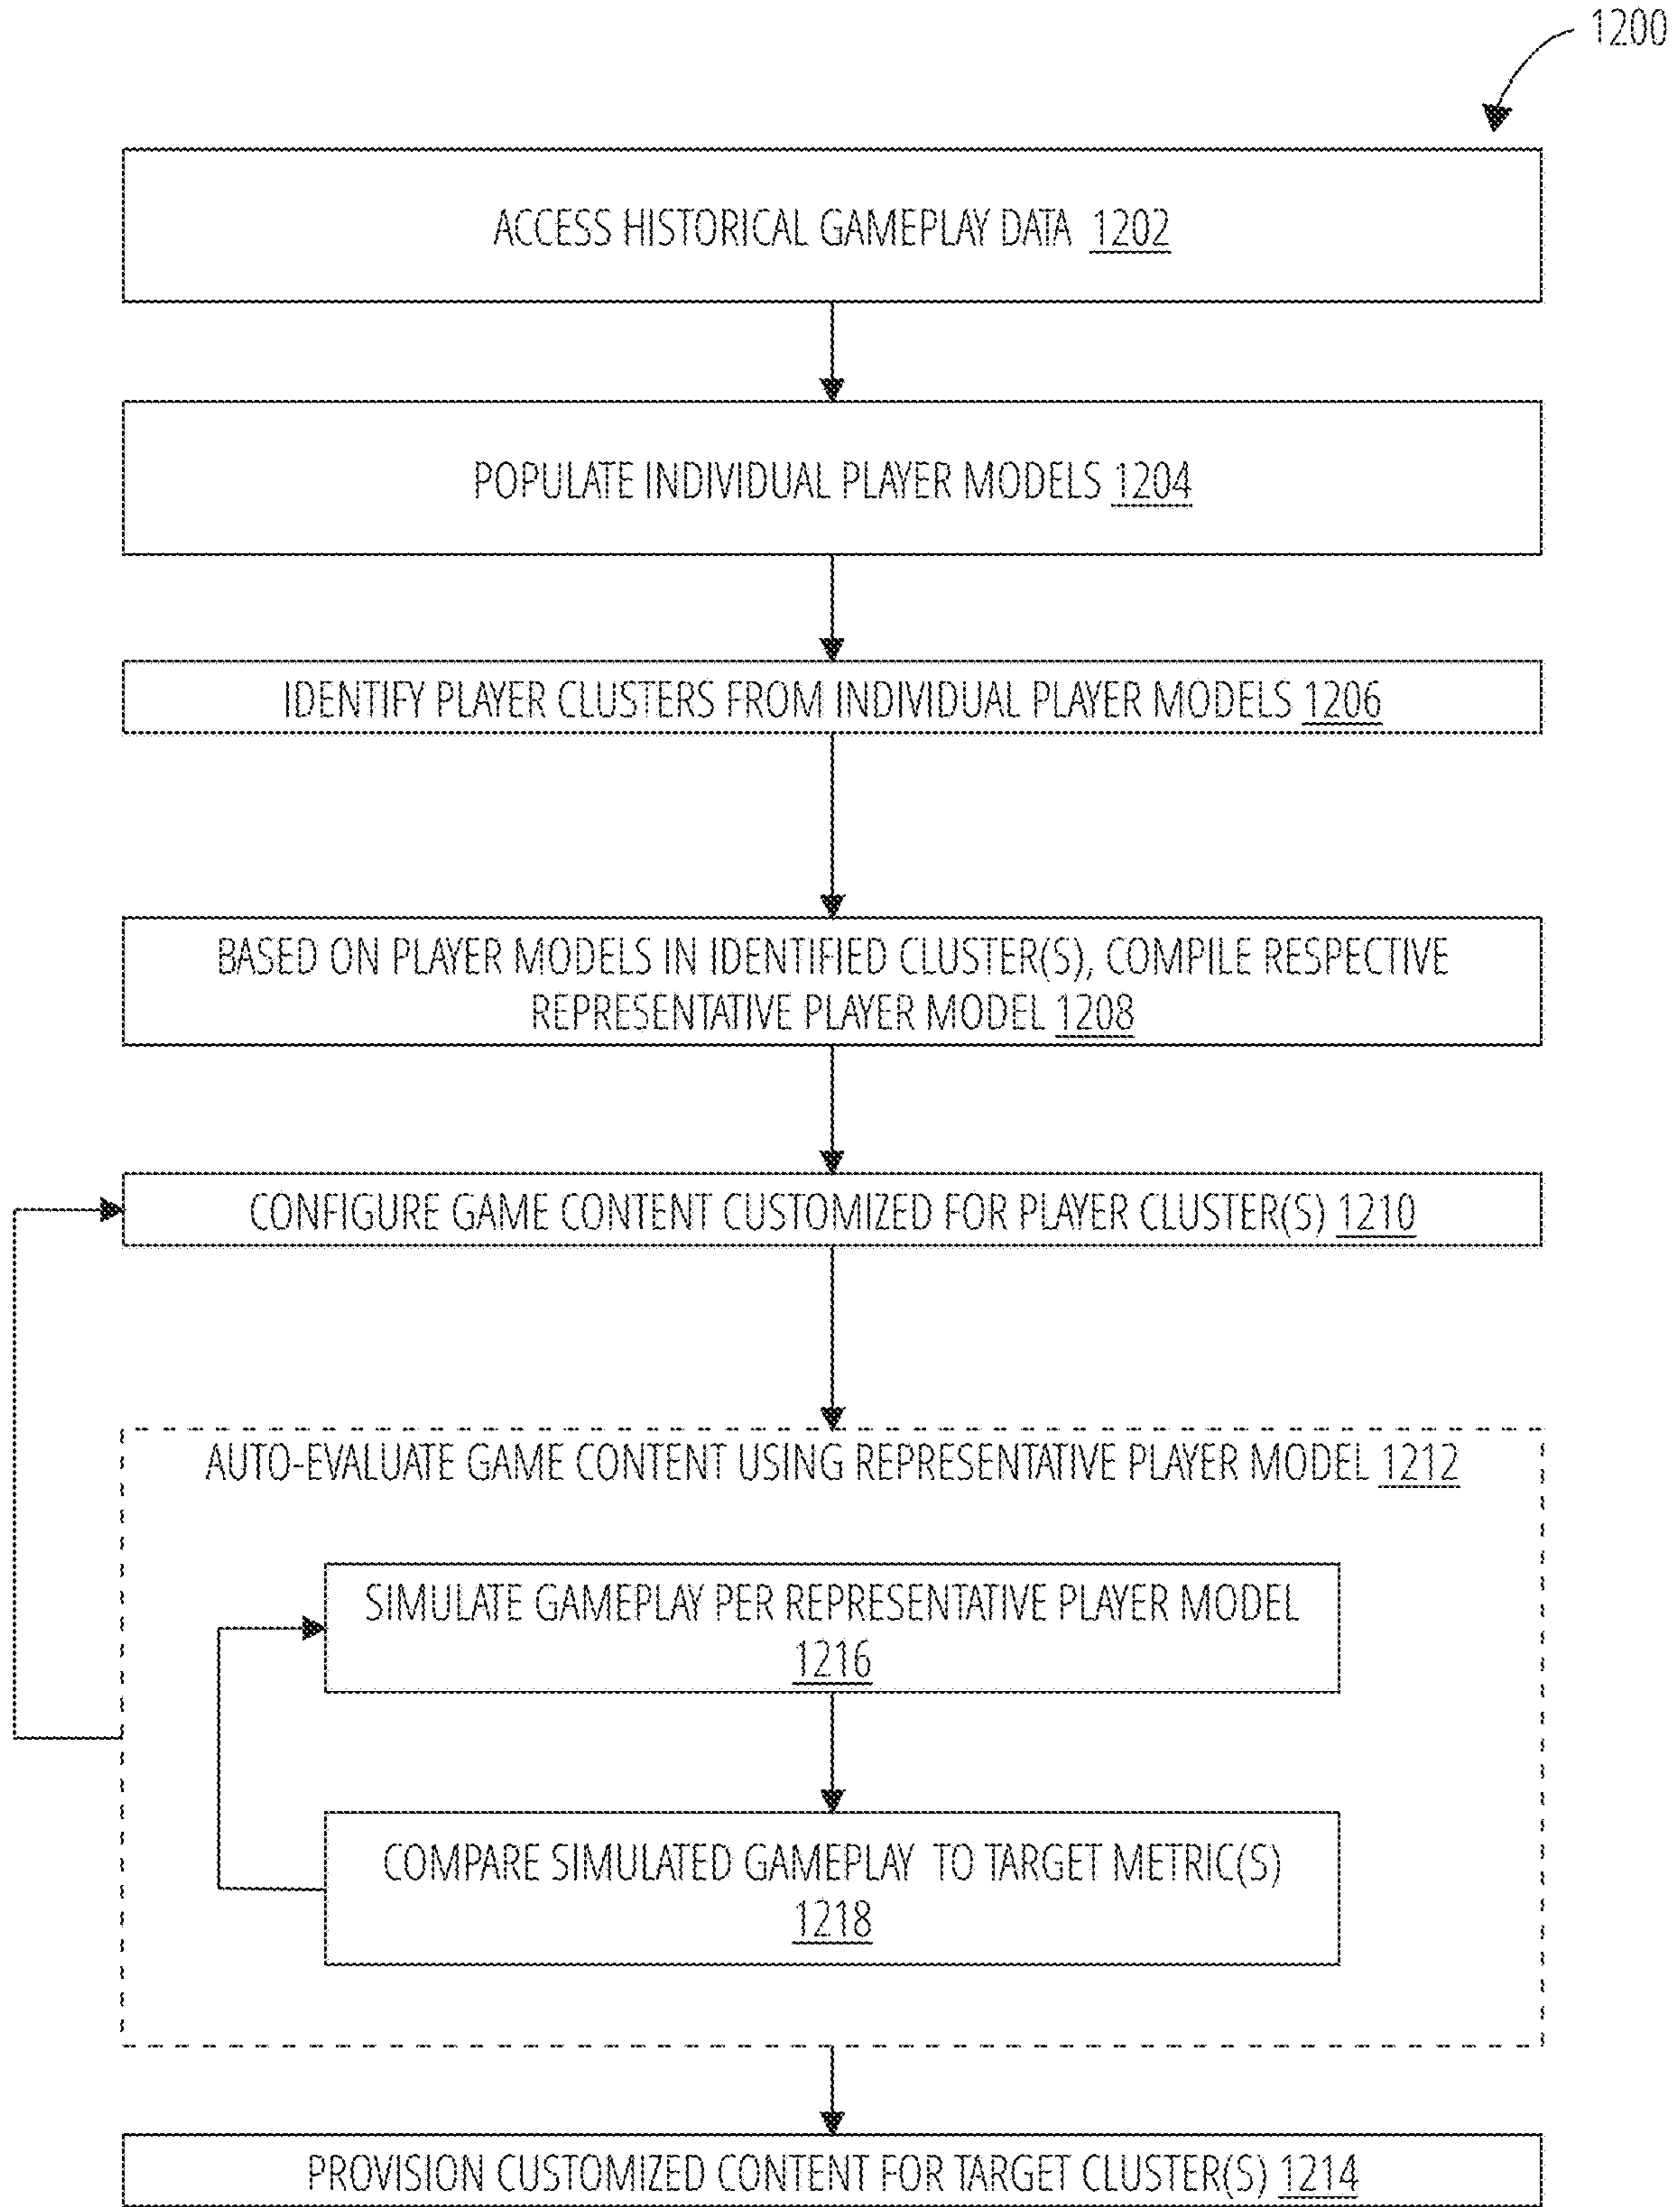 1200
ACCESS HISTORICAL GAMEPLAY DATA 1202
POPULATE INDIVIDUAL PLAYER MODELS 1204
IDENTIFY PLAYER CLUSTERS FROM INDIVIDUAL PLAYER MODELS 1206
BASED ON PLAYER MODELS IN IDENTIFIED CLUSTER(S), COMPILE RESPECTIVE
REPRESENTATIVE PLAYER MODEL 1208
CONFIGURE GAME CONTENT CUSTOMIZED FOR PLAYER CLUSTER(S) 1210
AUTO-EVALUATE GAME CONTENT USING REPRESENTATIVE PLAYER MODEL 1212
SIMULATE GAMEPLAY PER REPRESENTATIVE PLAYER MODEL
1216
COMPARE SIMULATED GAMEPLAY TO TARGET METRIC(S)
1218
PROVISION CUSTOMIZED CONTENT FOR TARGET CLUSTER(S) 1214